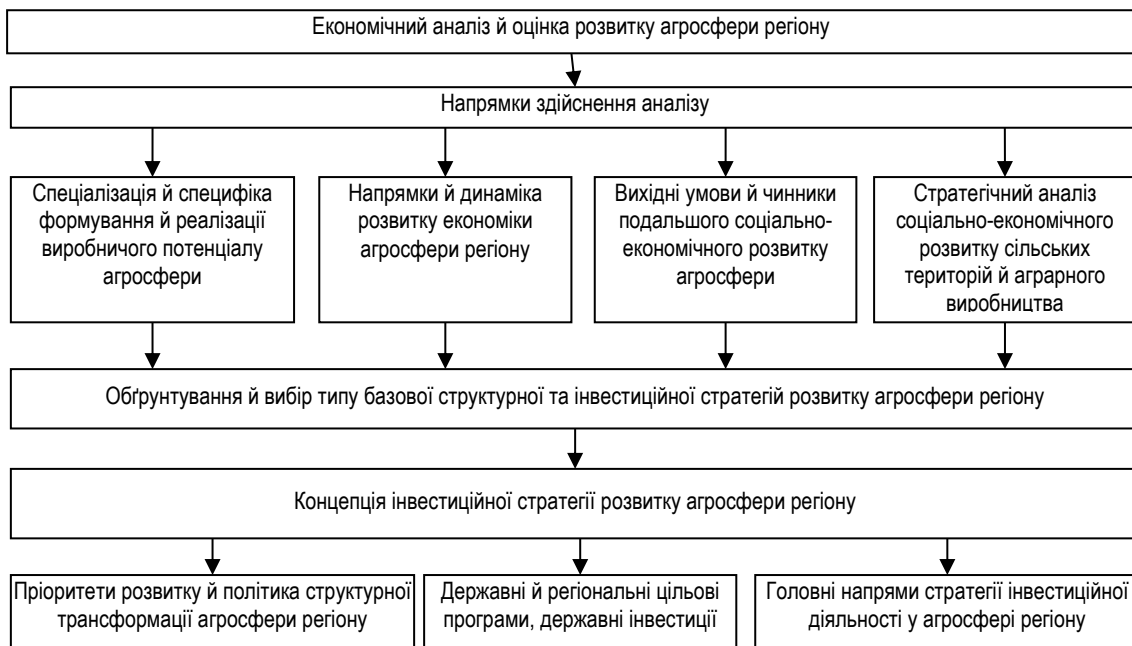 Економічний аналіз й оцінка розвитку агросфери регіону
Напрямки здійснення аналізу
Спеціалізація й специфіка
формування й реалізації
виробничого потенціалу
агросфери
Напрямки й динаміка
розвитку економіки
агросфери регіону
Вихідні умови й чинники
подальшого соціально-
економічного розвитку
агросфери
Стратегічний аналіз
соціально-економічного
розвитку сільських
територій й аграрного
виробництва
Обґрунтування й вибір типу базової структурної та інвестиційної стратегій розвитку агросфери регіону
Концепція інвестиційної стратегії розвитку агросфери регіону
Пріоритети розвитку й політика структурної
трансформації агросфери регіону
Державні й регіональні цільові
програми, державні інвестиції
Головні напрями стратегії інвестиційної
діяльності у агросфері регіону